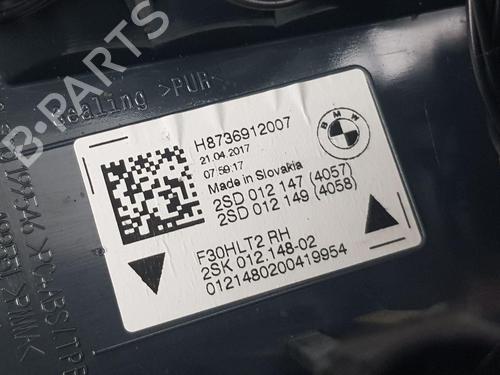 Sealing >PUR<
H8736912007
21.04.2017
07:59:17
Made in Slovakia
2SD 012 147 (4057)
2SD 012 149 (4058)
F30HLT2 RH
2SK 012.148-02
0121480200419954
BMW
B-PARTS
>PMMA<